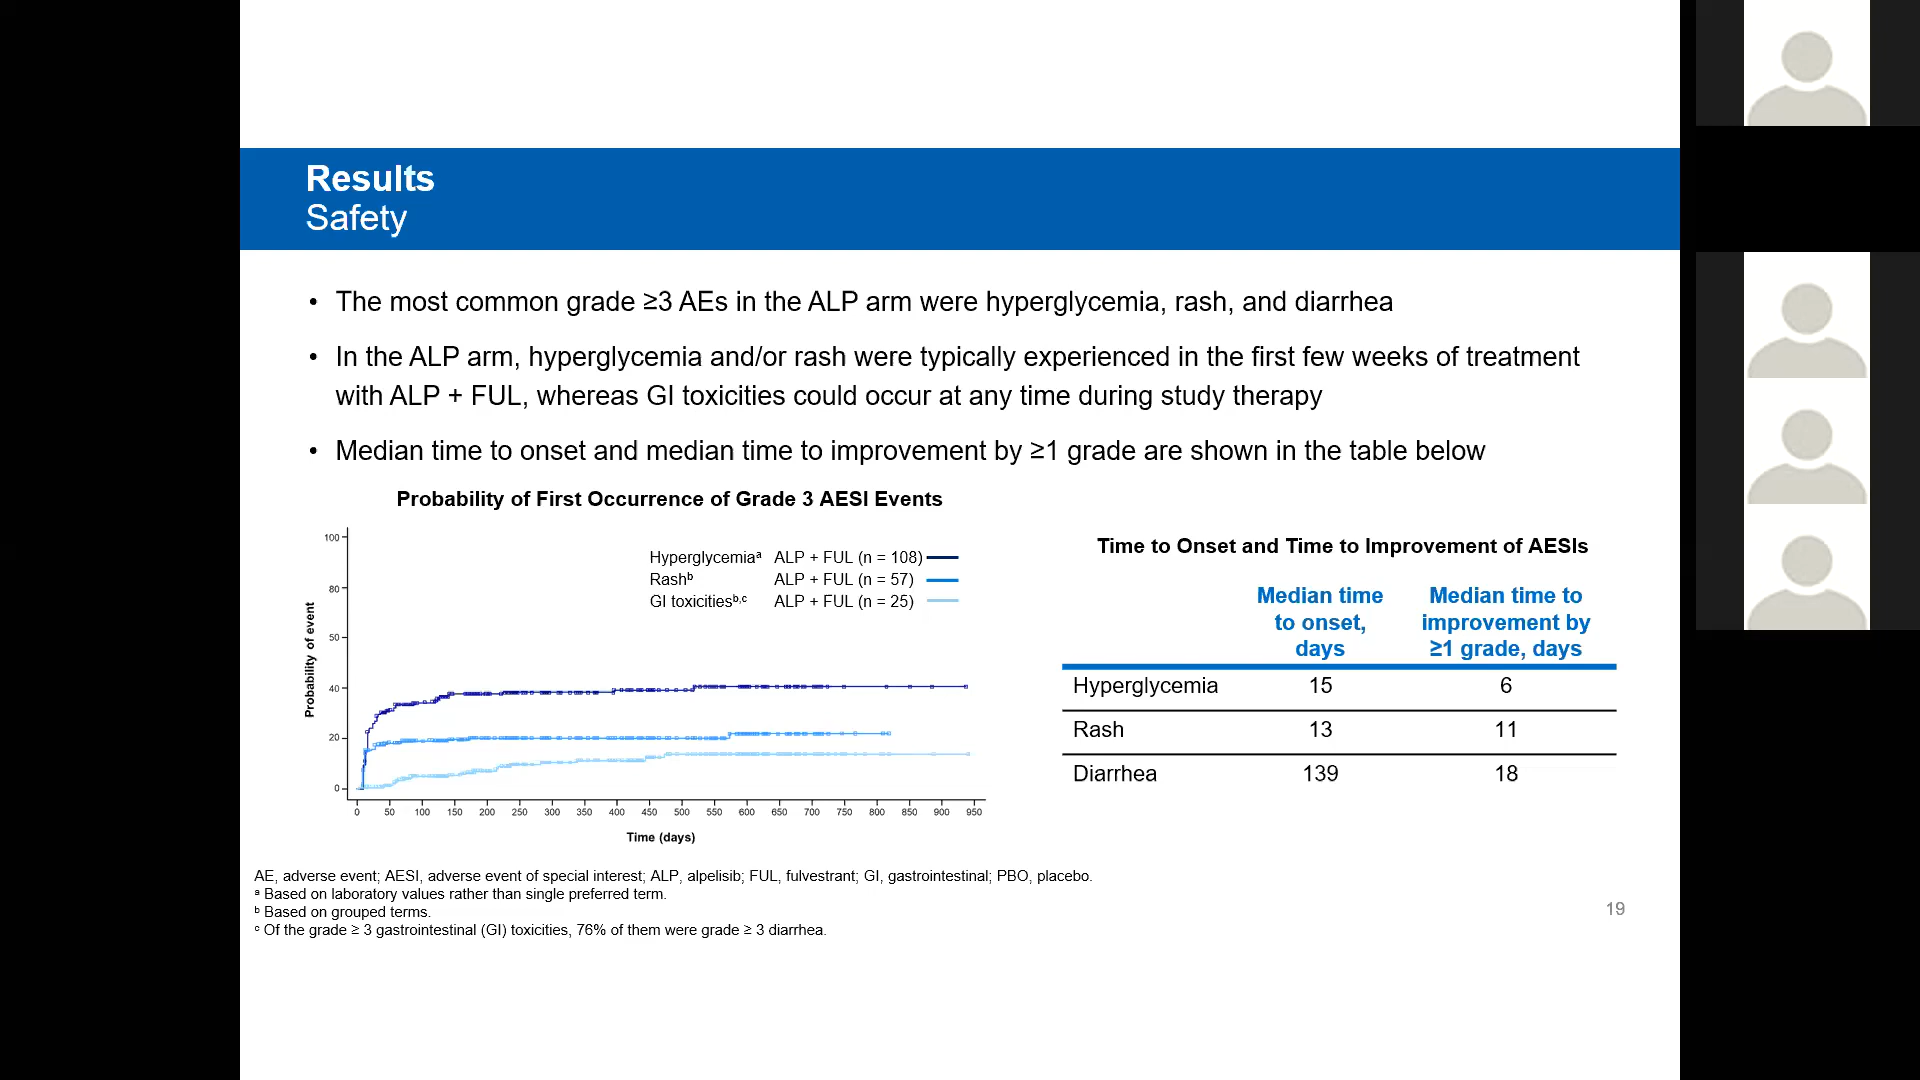 Results
Safety
• The most common grade ≥3 AEs in the ALP arm were hyperglycemia, rash, and diarrhea
• In the ALP arm, hyperglycemia and/or rash were typically experienced in the first few weeks of treatment
with ALP + FUL, whereas GI toxicities could occur at any time during study therapy
• Median time to onset and median time to improvement by ≥1 grade are shown in the table below
Probability of First Occurrence of Grade 3 AESI Events
Hyperglycemiaᵃ ALP + FUL (n = 108)
Rashᵇ ALP + FUL (n = 57)
GI toxicitiesᵇ,ᶜ ALP + FUL (n = 25)
Probability of event
100
80
50
40
20
0
0 50 100 150 200 250 300 350 400 450 500 550 600 650 700 750 800 850 900 950
Time (days)
Time to Onset and Time to Improvement of AESIs
Median time to onset, days
Median time to improvement by ≥1 grade, days
Hyperglycemia 15 6
Rash 13 11
Diarrhea 139 18
AE, adverse event; AESI, adverse event of special interest; ALP, alpelisib; FUL, fulvestrant; GI, gastrointestinal; PBO, placebo.
ᵃ Based on laboratory values rather than single preferred term.
ᵇ Based on grouped terms.
ᶜ Of the grade ≥ 3 gastrointestinal (GI) toxicities, 76% of them were grade ≥ 3 diarrhea.
19